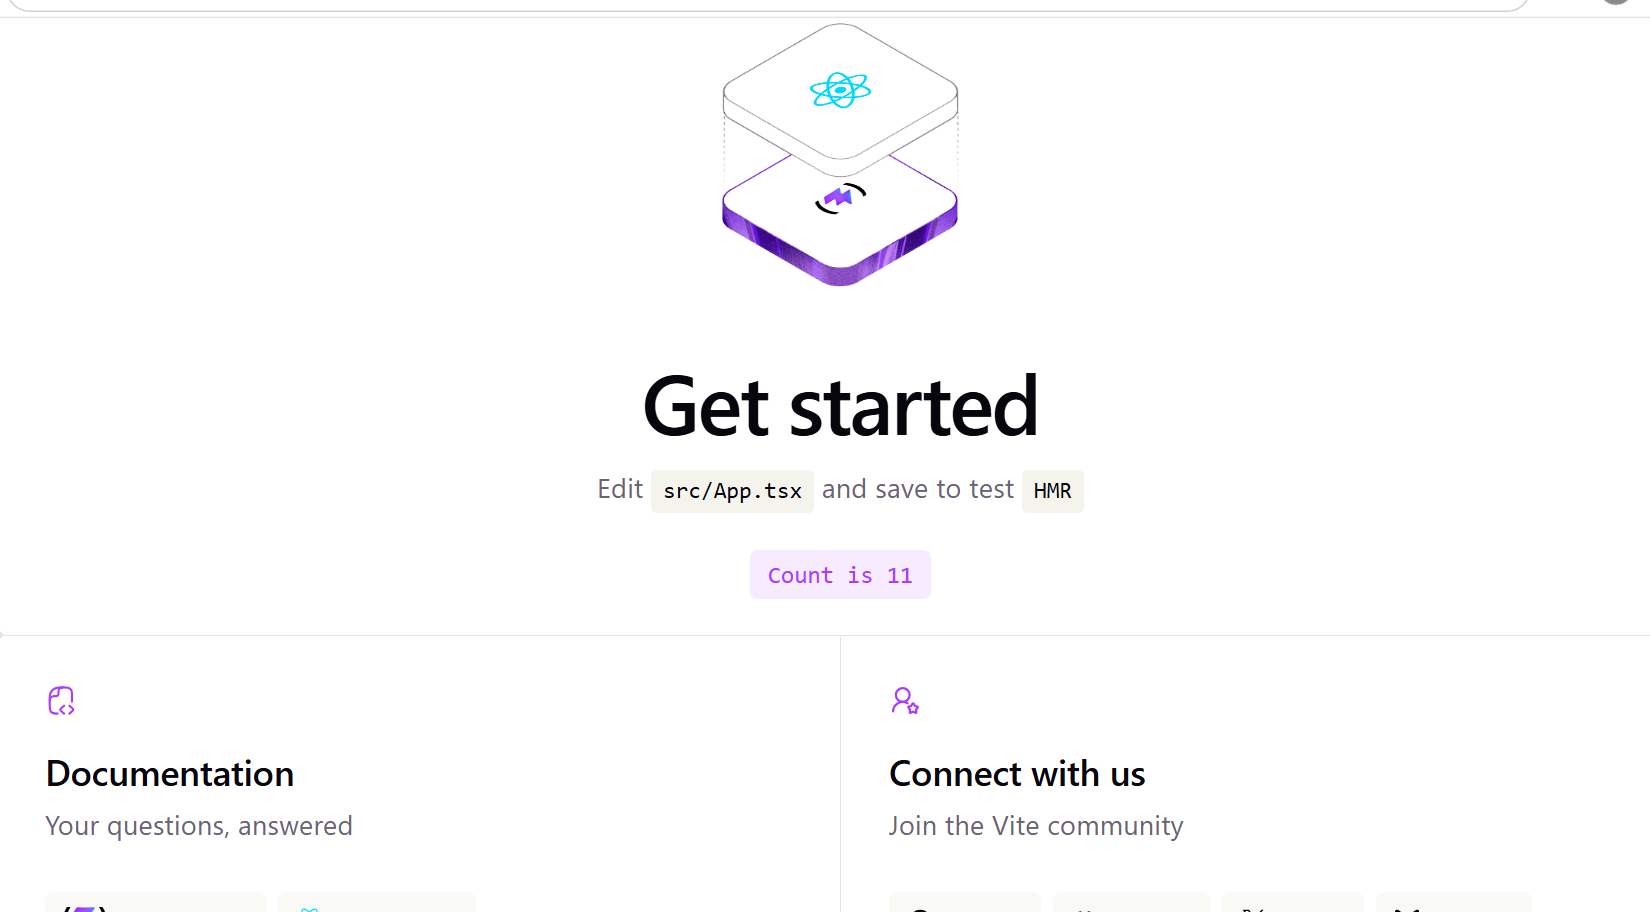 Get started
Edit src/App.tsx and save to test HMR
Count is 11
Documentation
Your questions, answered
Connect with us
Join the Vite community